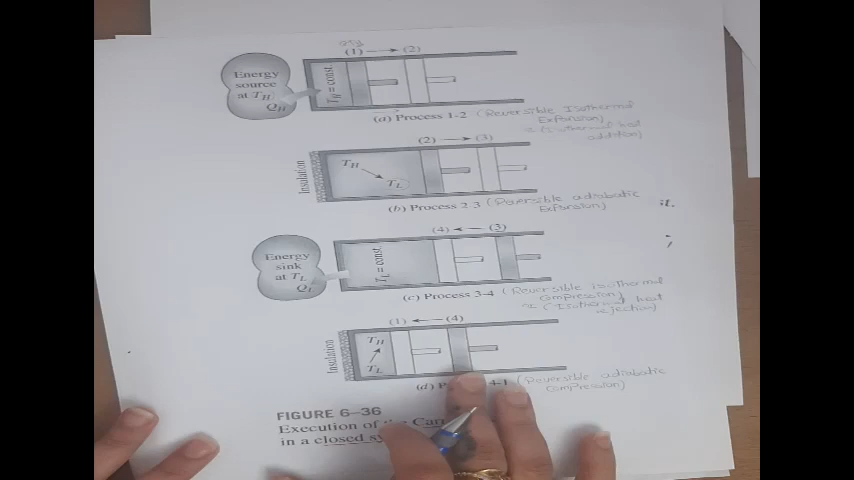 (1) → (2)
Energy
source
at T_H
Q_H
T_H = const.
(a) Process 1-2 (Reversible Isothermal
Expansion)
(Isothermal heat
addition)
(2) → (3)
Insulation
T_H
T_L
(b) Process 2-3 (Reversible adiabatic
Expansion)
it.
;
(4) ← (3)
Energy
sink
at T_L
Q_L
T_L = const.
(c) Process 3-4 (Reversible isothermal
compression)
(Isothermal heat
rejection)
(1) ← (4)
Insulation
T_H
T_L
(d) 4-1 (Reversible adiabatic
compression)
FIGURE 6–36
Execution of
in a closed